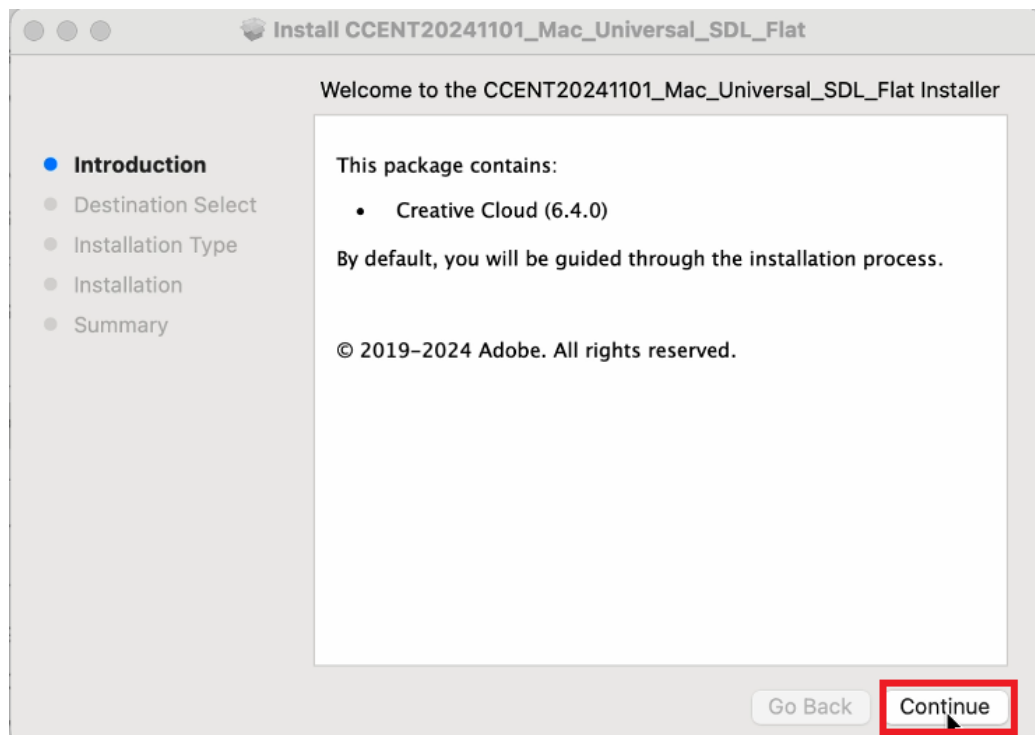 Install CCENT20241101_Mac_Universal_SDL_Flat
Welcome to the CCENT20241101_Mac_Universal_SDL_Flat Installer
Introduction
Destination Select
Installation Type
Installation
Summary
This package contains:
• Creative Cloud (6.4.0)
By default, you will be guided through the installation process.
© 2019–2024 Adobe. All rights reserved.
Go Back
Continue